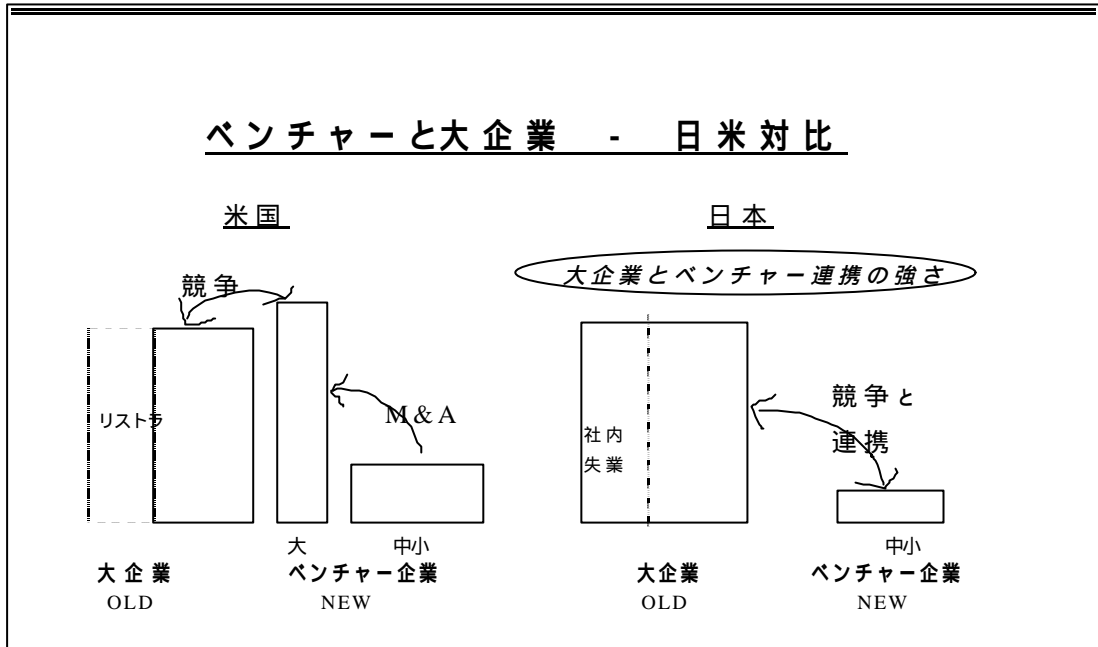 ベンチャーと大企業 - 日米対比
米国
競争
リストラ
M&A
大
中小
大企業
ベンチャー企業
OLD
NEW
日本
大企業とベンチャー連携の強さ
社内
失業
競争と
連携
中小
大企業
ベンチャー企業
OLD
NEW